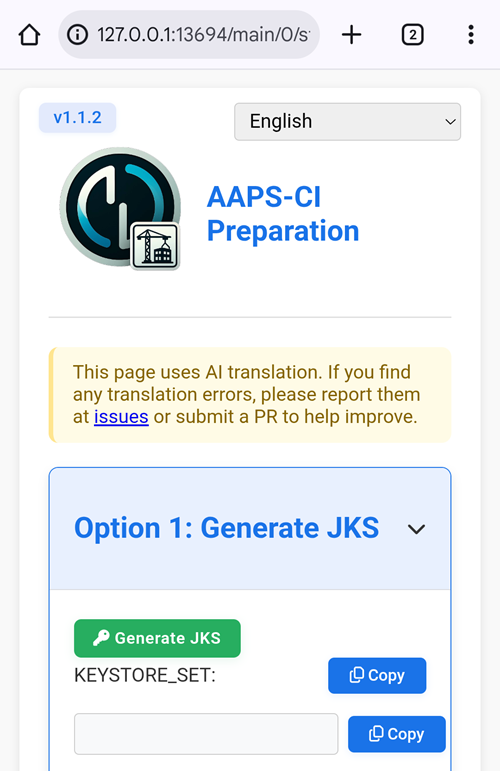 127.0.0.1:13694/main/0/s
2
v1.1.2
English
AAPS-CI
Preparation
This page uses AI translation. If you find
any translation errors, please report them
at issues or submit a PR to help improve.
Option 1: Generate JKS
Generate JKS
KEYSTORE_SET:
Copy
Copy